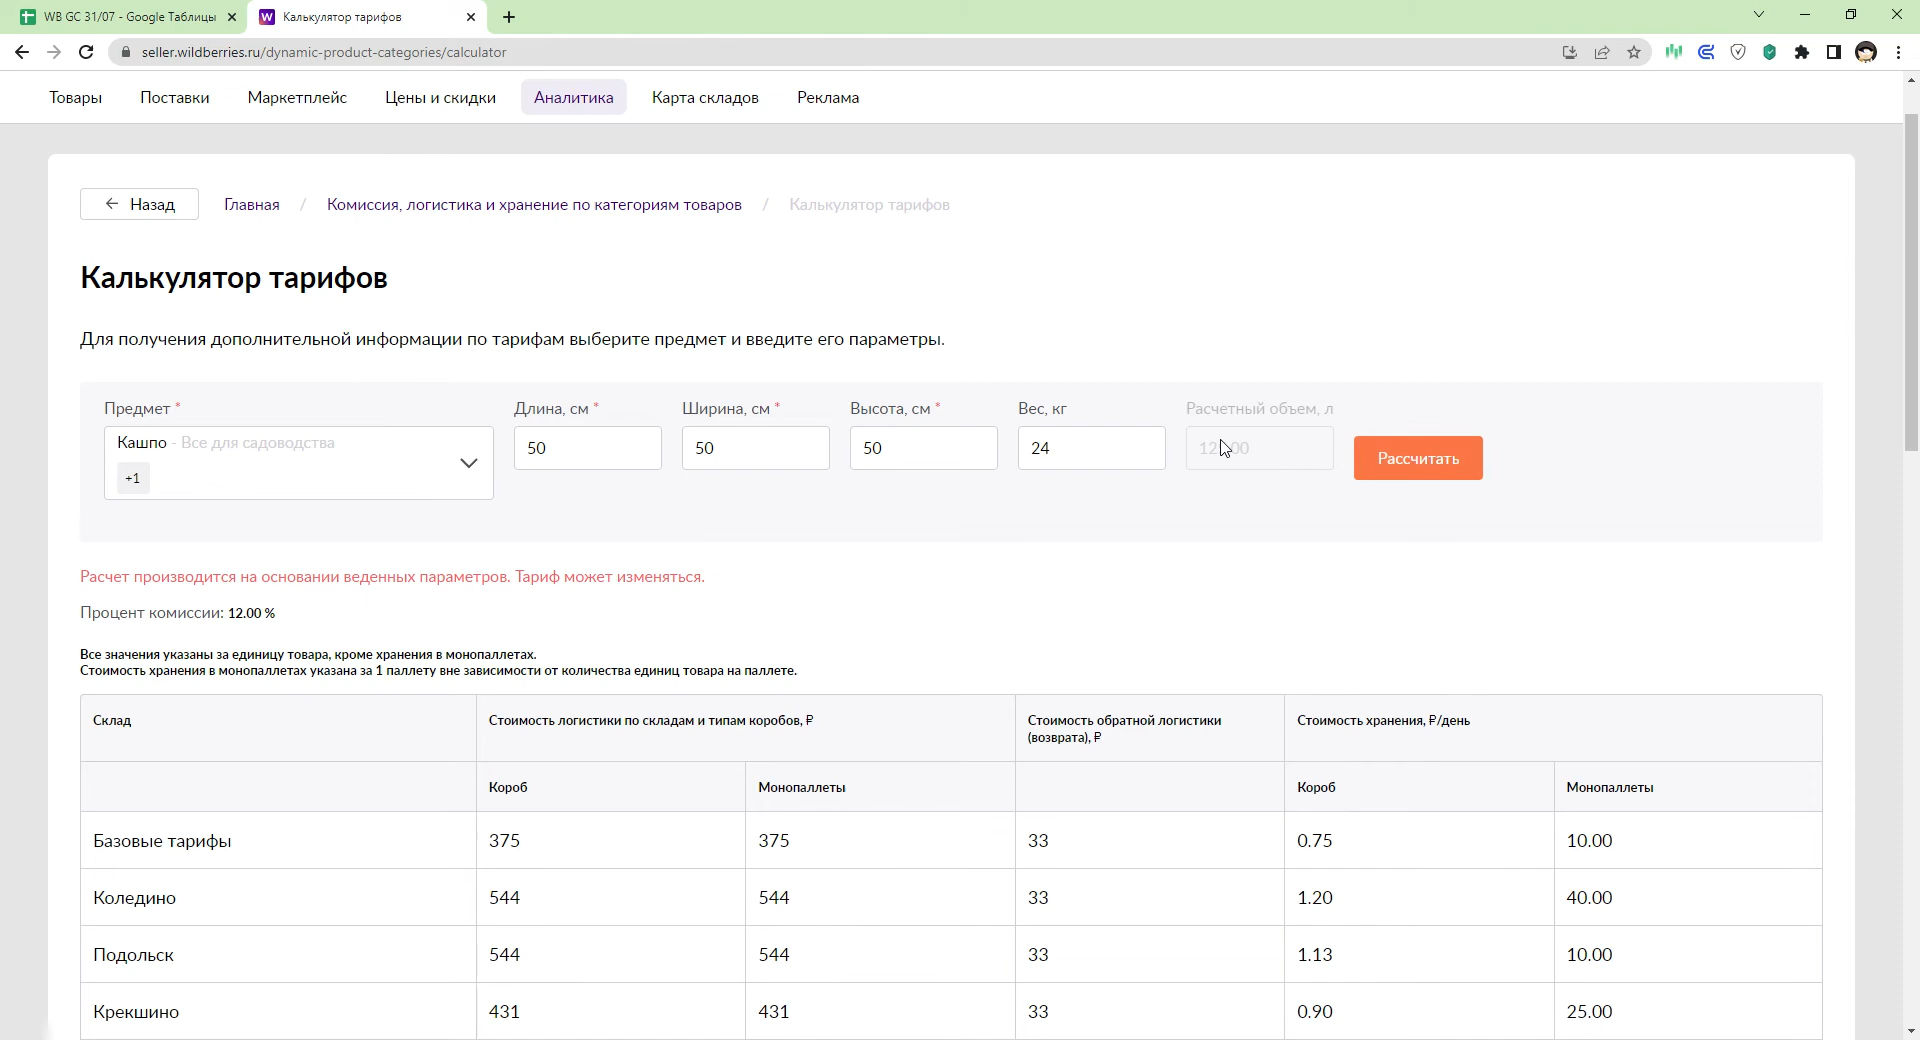 WB GC 31/07 - Google Таблицы
Калькулятор тарифов
seller.wildberries.ru/dynamic-product-categories/calculator
Товары Поставки Маркетплейс Цены и скидки Аналитика Карта складов Реклама
Назад Главная / Комиссия, логистика и хранение по категориям товаров / Калькулятор тарифов
Калькулятор тарифов
Для получения дополнительной информации по тарифам выберите предмет и введите его параметры.
Предмет * Длина, см * Ширина, см * Высота, см * Вес, кг Расчетный объем, л
Кашпо - Все для садоводства 50 50 50 24
+1 Рассчитать
Расчет производится на основании веденных параметров. Тариф может изменяться.
Процент комиссии: 12.00 %
Все значения указаны за единицу товара, кроме хранения в монопаллетах.
Стоимость хранения в монопаллетах указана за 1 паллету вне зависимости от количества единиц товара на паллете.
Склад Стоимость логистики по складам и типам коробов, ₽ Стоимость обратной логистики (возврата), ₽ Стоимость хранения, ₽/день
Короб Монопаллеты Короб Монопаллеты
Базовые тарифы 375 375 33 0.75 10.00
Коледино 544 544 33 1.20 40.00
Подольск 544 544 33 1.13 10.00
Крекшино 431 431 33 0.90 25.00